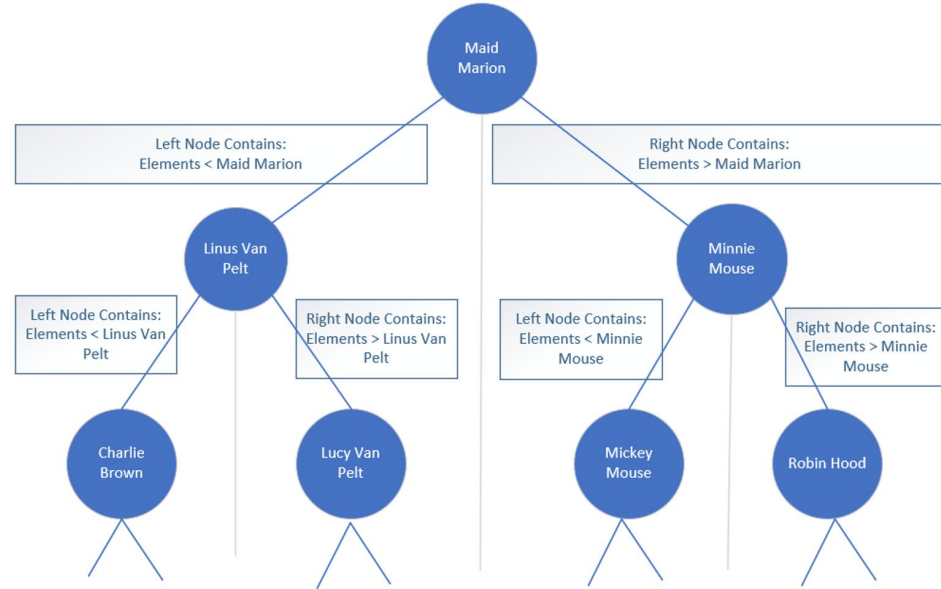 Maid
Marion
Left Node Contains:
Elements < Maid Marion
Right Node Contains:
Elements > Maid Marion
Linus Van
Pelt
Minnie
Mouse
Left Node Contains:
Elements < Linus Van
Pelt
Right Node Contains:
Elements > Linus Van
Pelt
Left Node Contains:
Elements < Minnie
Mouse
Right Node Contains:
Elements > Minnie
Mouse
Charlie
Brown
Lucy Van
Pelt
Mickey
Mouse
Robin Hood